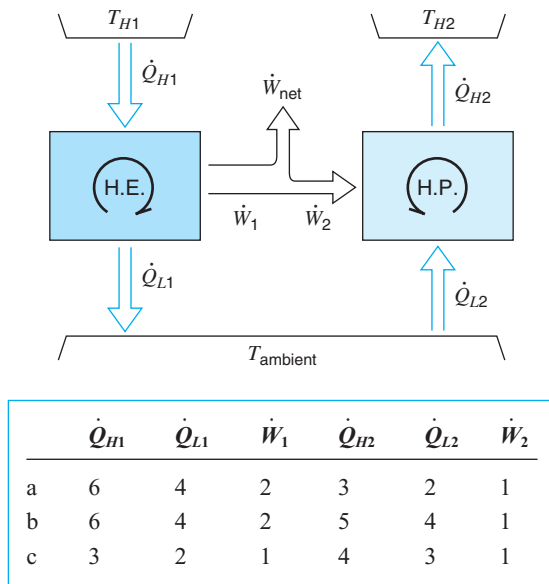 T_H1 T_H2
Q̇_H1 Ẇ_net Q̇_H2
H.E. H.P.
Ẇ_1 Ẇ_2
Q̇_L1 Q̇_L2
T_ambient
Q̇_H1 Q̇_L1 Ẇ_1 Q̇_H2 Q̇_L2 Ẇ_2
a 6 4 2 3 2 1
b 6 4 2 5 4 1
c 3 2 1 4 3 1